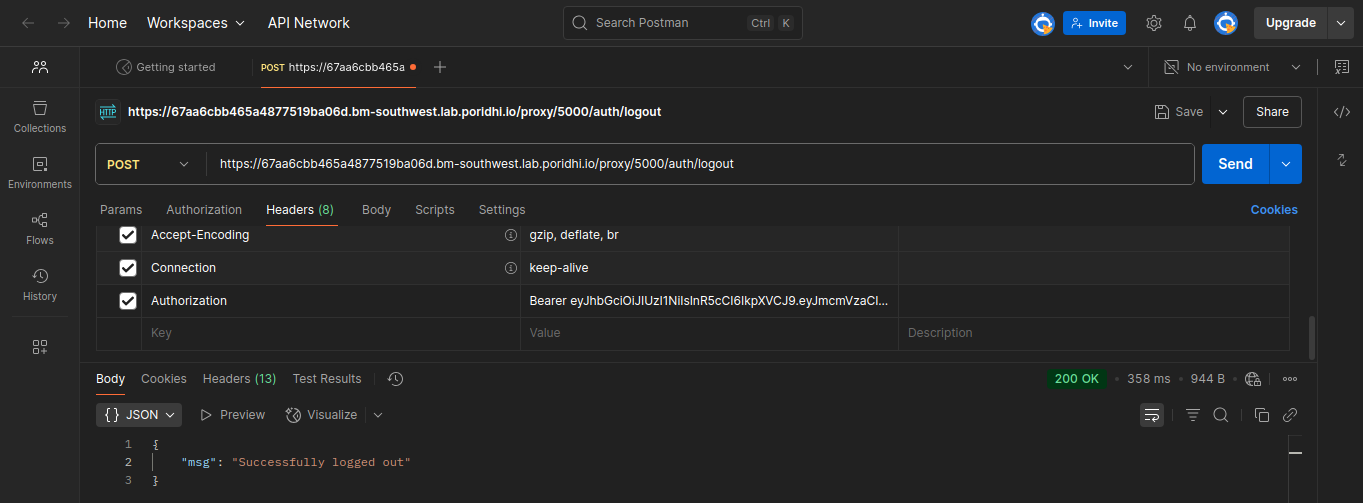 Home Workspaces API Network Search Postman Ctrl K Invite Upgrade
Getting started POST https://67aa6cbb465a No environment
HTTP https://67aa6cbb465a4877519ba06d.bm-southwest.lab.poridhi.io/proxy/5000/auth/logout Save Share
Collections
POST https://67aa6cbb465a4877519ba06d.bm-southwest.lab.poridhi.io/proxy/5000/auth/logout Send
Environments
Params Authorization Headers (8) Body Scripts Settings Cookies
Accept-Encoding gzip, deflate, br
Flows
Connection keep-alive
History
Authorization Bearer eyJhbGciOiJIUzI1NiIsInR5cCI6IkpXVCJ9.eyJmcmVzaCI...
Key Value Description
Body Cookies Headers (13) Test Results 200 OK 358 ms 944 B
{} JSON Preview Visualize
1 {
2 "msg": "Successfully logged out"
3 }